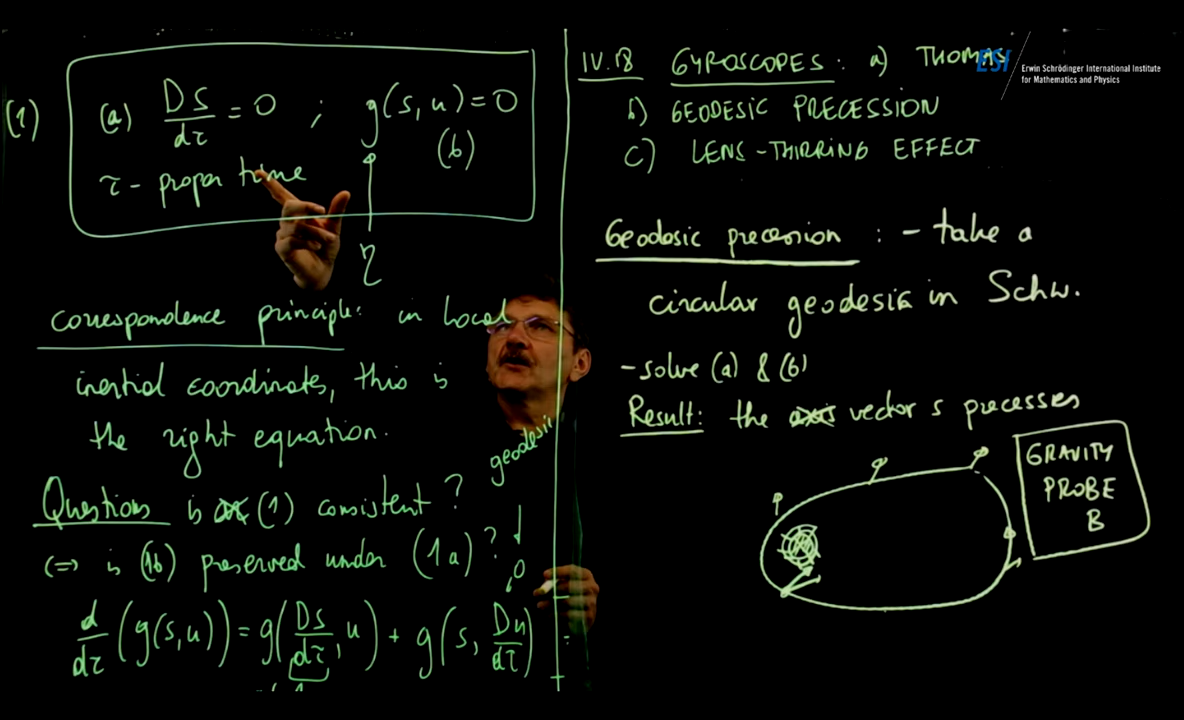 (1) (a) Ds/dτ = 0 ; g(s, u) = 0
(b)
τ - proper time
η
correspondence principle: in local
inertial coordinates, this is
the right equation.
geodesic
Questions is (1) consistent?
⇔ is (1b) preserved under (1a)?
0
d/dτ (g(s,u)) = g(Ds/dτ, u) + g(s, Du/dτ) =
IV.18 GYROSCOPES: a) THOMAS
b) GEODESIC PRECESSION
c) LENS-THIRRING EFFECT
ESI Erwin Schrödinger International Institute
for Mathematics and Physics
Geodesic precession : - take a
circular geodesic in Schw.
- solve (a) & (b)
Result: the vector s precesses
GRAVITY
PROBE
B